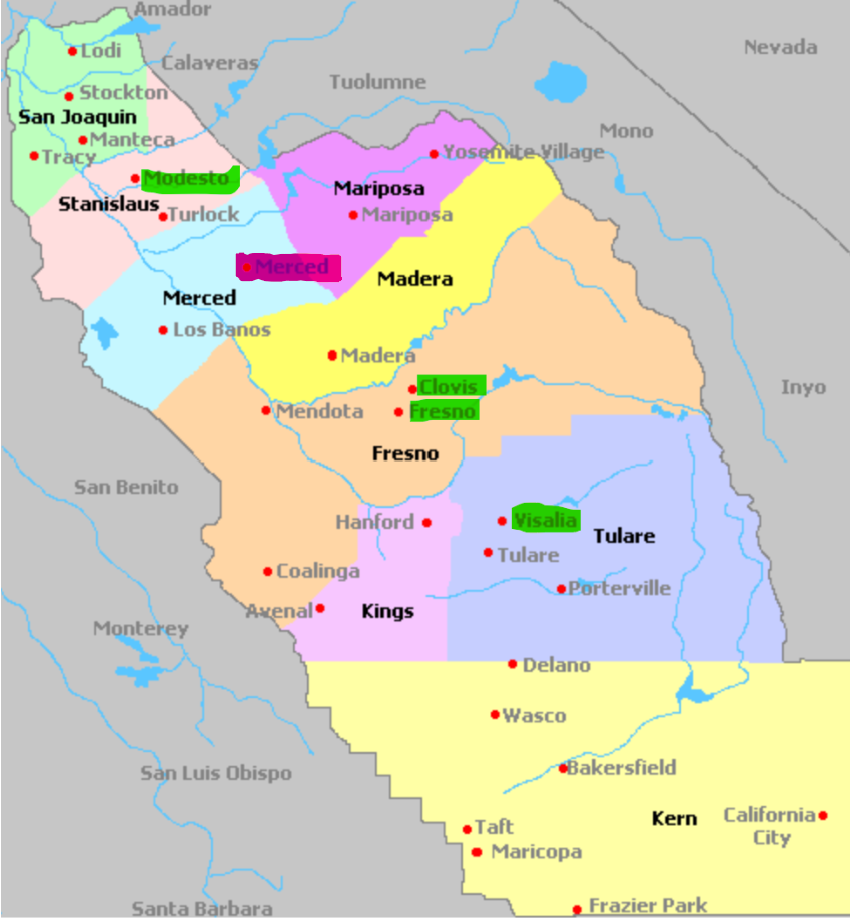 Amador
Nevada
Lodi
Calaveras
Tuolumne
Stockton
San Joaquin
Mono
Manteca
Tracy
Yosemite Village
Modesto
Mariposa
Stanislaus
Turlock
Mariposa
Merced
Madera
Merced
Los Banos
Madera
Clovis
Inyo
Mendota
Fresno
Fresno
San Benito
Hanford
Visalia
Tulare
Tulare
Coalinga
Porterville
Avenal
Kings
Monterey
Delano
Wasco
San Luis Obispo
Bakersfield
Kern
California
City
Taft
Maricopa
Santa Barbara
Frazier Park